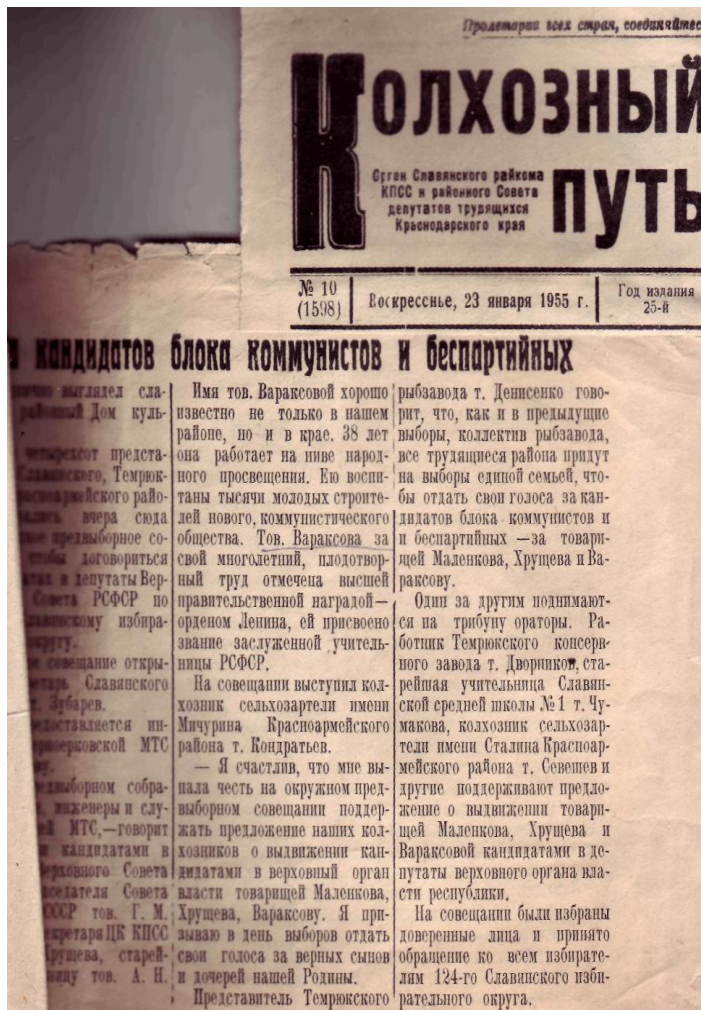 Пролетарии всех стран, соединяйтес
Колхозный
путь
Орган Славянского райкома
КПСС и районного Совета
депутатов трудящихся
Краснодарского края
№ 10
(1598)
Воскресенье, 23 января 1955 г.
Год издания
25-й
кандидатов блока коммунистов и беспартийных
выглядел сла-
районный Дом куль-
четырехсот предста-
Славянского, Темрюк-
расноармейского райо-
вчера сюда
предвыборное со-
чтобы договориться
в депутаты Вер-
Совета РСФСР по
лавянскому избира-
округу.
совещание откры-
Славянского
т. Зубарев.
редоставляется ин-
ерноерковской МТС
редвыборном собра-
инженеры и слу-
МТС,—говорит
кандидатами в
Верховного Совета
председателя Совета
СССР тов. Г. М.
секретаря ЦК КПСС
Хрущева, старей-
тов. А. Н.
Имя тов. Вараксовой хорошо
известно не только в нашем
районе, но и в крае. 38 лет
она работает на ниве народ-
ного просвещения. Ею воспи-
таны тысячи молодых строите-
лей нового, коммунистического
общества. Тов. Вараксова за
свой многолетний, плодотвор-
ный труд отмечена высшей
правительственной наградой—
орденом Ленина, ей присвоено
звание заслуженной учитель-
ницы РСФСР.
На совещании выступил кол-
хозник сельхозартели имени
Мичурина Красноармейского
района т. Кондратьев.
— Я счастлив, что мне вы-
пала честь на окружном пред-
выборном совещании поддер-
жать предложение наших кол-
хозников о выдвижении кан-
дидатами в верховный орган
власти товарищей Маленкова,
Хрущева, Вараксову. Я при-
зываю в день выборов отдать
свои голоса за верных сынов
и дочерей нашей Родины.
Представитель Темрюкского
рыбзавода т. Денисенко гово-
рит, что, как и в предыдущие
выборы, коллектив рыбзавода,
все трудящиеся района придут
на выборы единой семьей, что-
бы отдать свои голоса за кан-
дидатов блока коммунистов и
и беспартийных —за товари-
щей Маленкова, Хрущева и Ва-
раксову.
Один за другим поднимают-
ся на трибуну ораторы. Ра-
ботник Темрюкского консерв-
ного завода т. Дворников, ста-
рейшая учительница Славян-
ской средней школы № 1 т. Чу-
макова, колхозник сельхозар-
тели имени Сталина Красноар-
мейского района т. Севешев и
другие поддерживают предло-
жение о выдвижении товари-
щей Маленкова, Хрущева и
Вараксовой кандидатами в де-
путаты верховного органа вла-
сти республики.
На совещании были избраны
доверенные лица и принято
обращение ко всем избирате-
лям 124-го Славянского изби-
рательного округа.